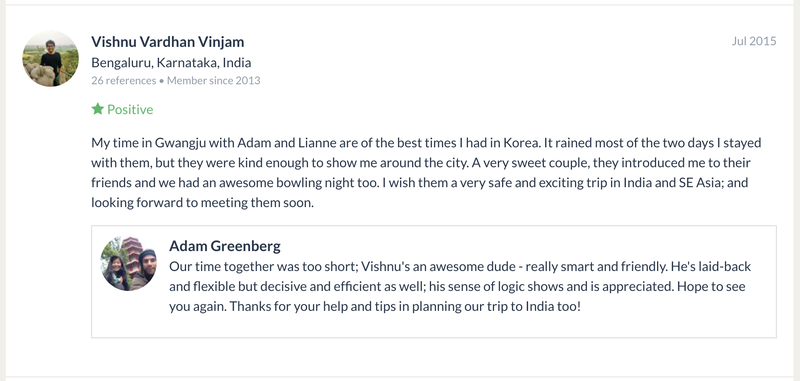 Vishnu Vardhan Vinjam
Jul 2015
Bengaluru, Karnataka, India
26 references • Member since 2013
Positive
My time in Gwangju with Adam and Lianne are of the best times I had in Korea. It rained most of the two days I stayed
with them, but they were kind enough to show me around the city. A very sweet couple, they introduced me to their
friends and we had an awesome bowling night too. I wish them a very safe and exciting trip in India and SE Asia; and
looking forward to meeting them soon.
Adam Greenberg
Our time together was too short; Vishnu's an awesome dude - really smart and friendly. He's laid-back
and flexible but decisive and efficient as well; his sense of logic shows and is appreciated. Hope to see
you again. Thanks for your help and tips in planning our trip to India too!